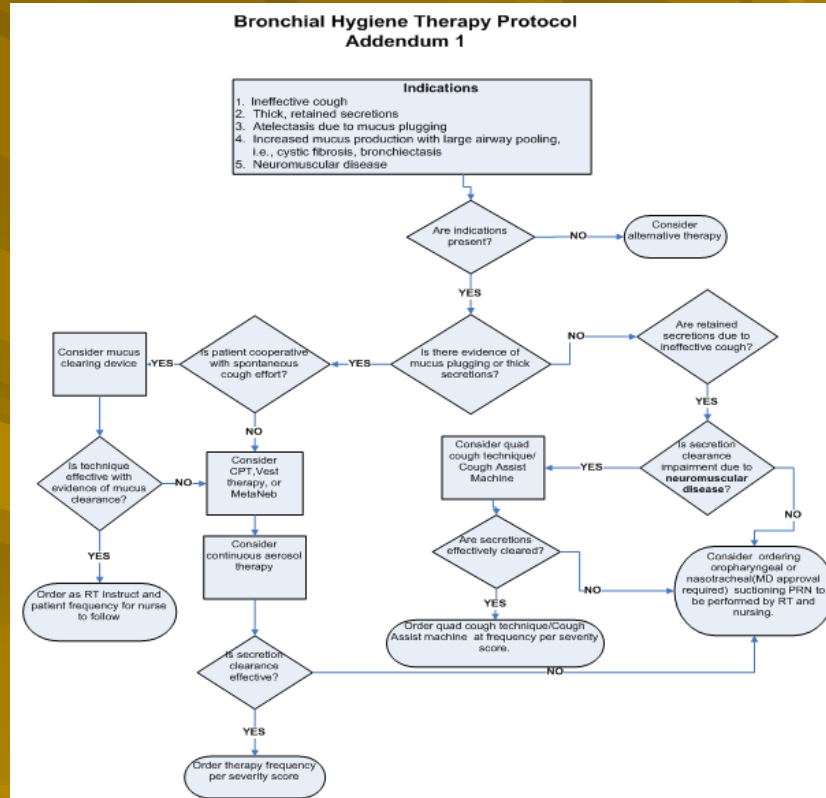 Bronchial Hygiene Therapy Protocol
Addendum 1
Indications
1. Ineffective cough
2. Thick, retained secretions
3. Atelectasis due to mucus plugging
4. Increased mucus production with large airway pooling,
i.e., cystic fibrosis, bronchiectasis
5. Neuromuscular disease
Are indications
present?
NO
Consider
alternative therapy
YES
Is there evidence of
mucus plugging or thick
secretions?
YES
NO
Is patient cooperative
with spontaneous
cough effort?
YES
Consider mucus
clearing device
NO
Is technique
effective with
evidence of mucus
clearance?
NO
YES
Order as RT Instruct and
patient frequency for nurse
to follow
Consider
CPT,Vest
therapy, or
MetaNeb
Consider
continuous aerosol
therapy
Is secretion
clearance
effective?
NO
YES
Order therapy frequency
per severity score
Are retained
secretions due to
ineffective cough?
YES
Is secretion
clearance
impairment due to
neuromuscular
disease?
YES
NO
Consider quad
cough technique/
Cough Assist
Machine
Are secretions
effectively cleared?
NO
YES
Order quad cough technique/Cough
Assist machine at frequency per severity
score.
Consider ordering
oropharyngeal or
nasotracheal(MD approval
required) suctioning PRN to
be performed by RT and
nursing.